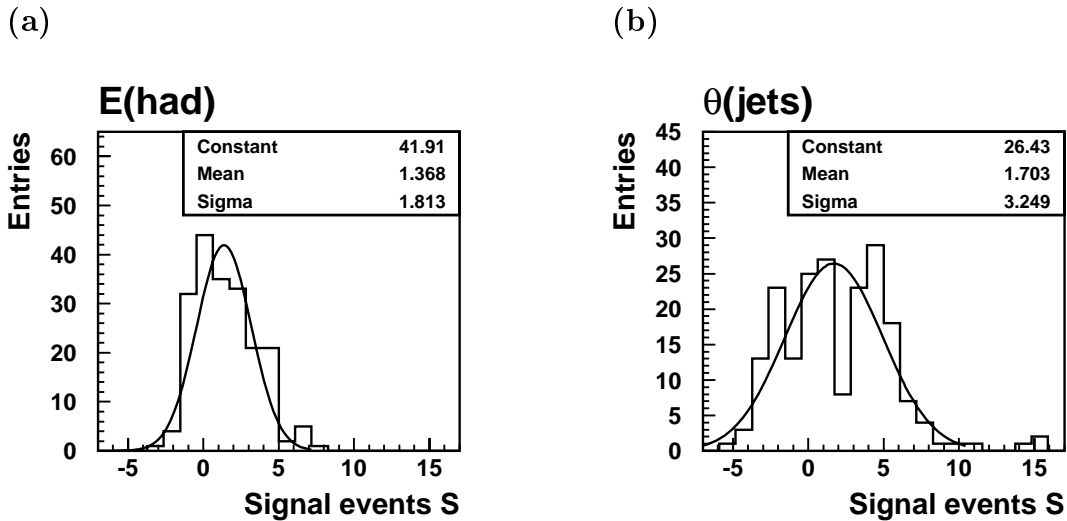 (a)
E(had)
Entries
Constant 41.91
Mean 1.368
Sigma 1.813
60
50
40
30
20
10
0
-5 0 5 10 15
Signal events S
(b)
θ(jets)
Entries
Constant 26.43
Mean 1.703
Sigma 3.249
45
40
35
30
25
20
15
10
5
0
-5 0 5 10 15
Signal events S